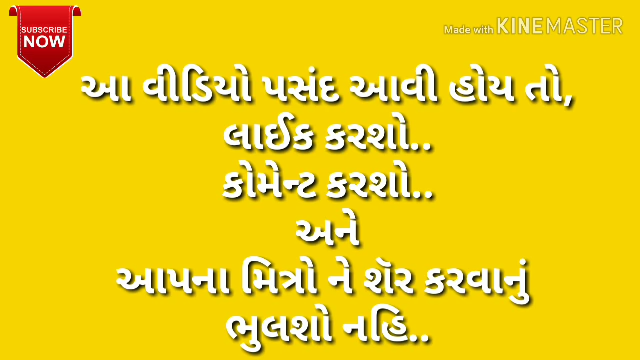 SUBSCRIBE
NOW
Made with KINEMASTER
આ વીડિયો પસંદ આવી હોય તો,
લાઈક કરશો..
કોમેન્ટ કરશો..
અને
આપના મિત્રો ને શૅર કરવાનું
ભુલશો નહિ..